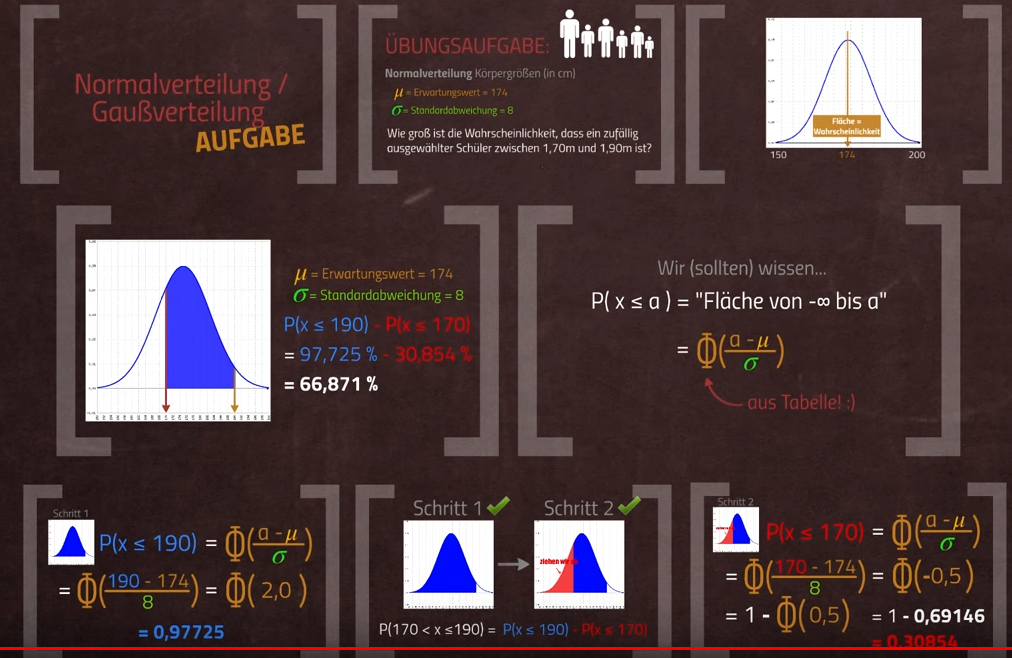 Normalverteilung /
Gaußverteilung
AUFGABE
ÜBUNGSAUFGABE:
Normalverteilung Körpergrößen (in cm)
μ = Erwartungswert = 174
σ = Standardabweichung = 8
Wie groß ist die Wahrscheinlichkeit, dass ein zufällig
ausgewählter Schüler zwischen 1,70m und 1,90m ist?
Fläche =
Wahrscheinlichkeit
150 174 200
μ = Erwartungswert = 174
σ = Standardabweichung = 8
P(x ≤ 190) - P(x ≤ 170)
= 97,725 % - 30,854 %
= 66,871 %
Wir (sollten) wissen...
P( x ≤ a ) = "Fläche von -∞ bis a"
= Φ(a - μ / σ)
aus Tabelle! :)
Schritt 1
P(x ≤ 190) = Φ(a - μ / σ)
= Φ(190 - 174 / 8) = Φ( 2,0 )
= 0,97725
Schritt 1 Schritt 2
ziehen wir
P(170 < x ≤190) = P(x ≤ 190) - P(x ≤ 170)
Schritt 2
P(x ≤ 170) = Φ(a - μ / σ)
= Φ(170 - 174 / 8) = Φ(-0,5)
= 1 - Φ(0,5) = 1 - 0,69146
= 0,30854